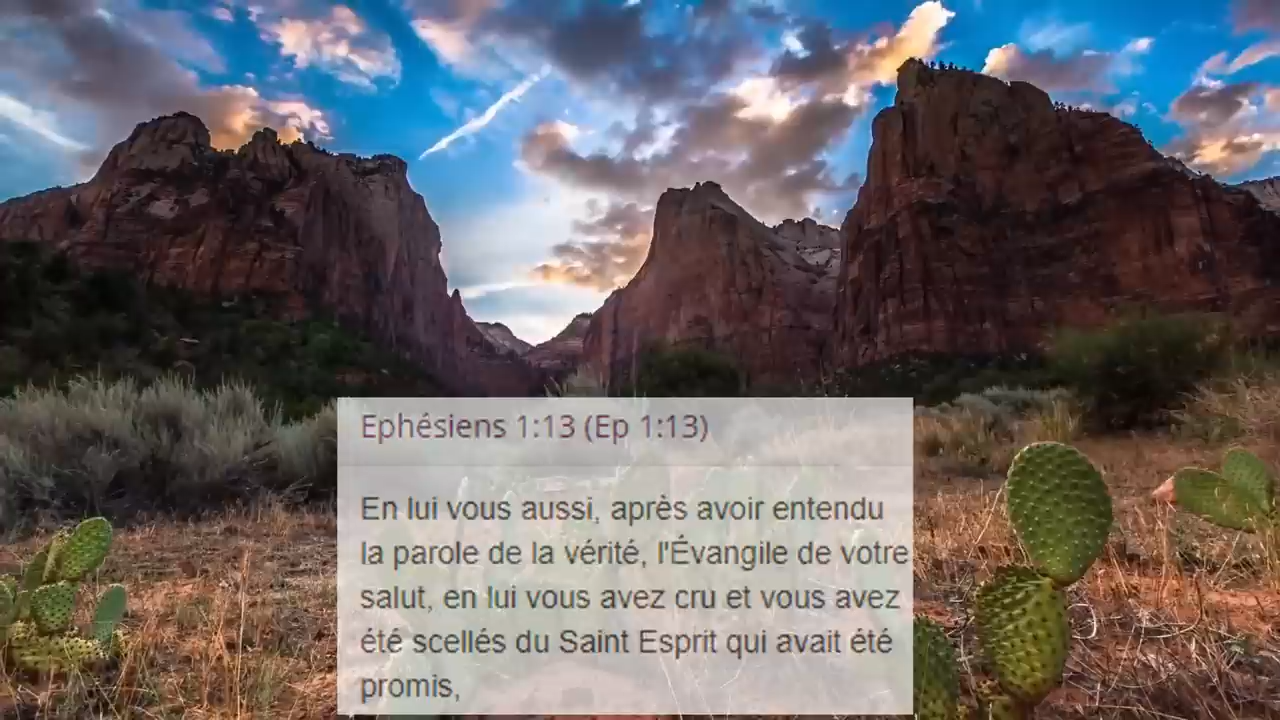 Ephésiens 1:13 (Ep 1:13)
En lui vous aussi, après avoir entendu
la parole de la vérité, l'Évangile de votre
salut, en lui vous avez cru et vous avez
été scellés du Saint Esprit qui avait été
promis,